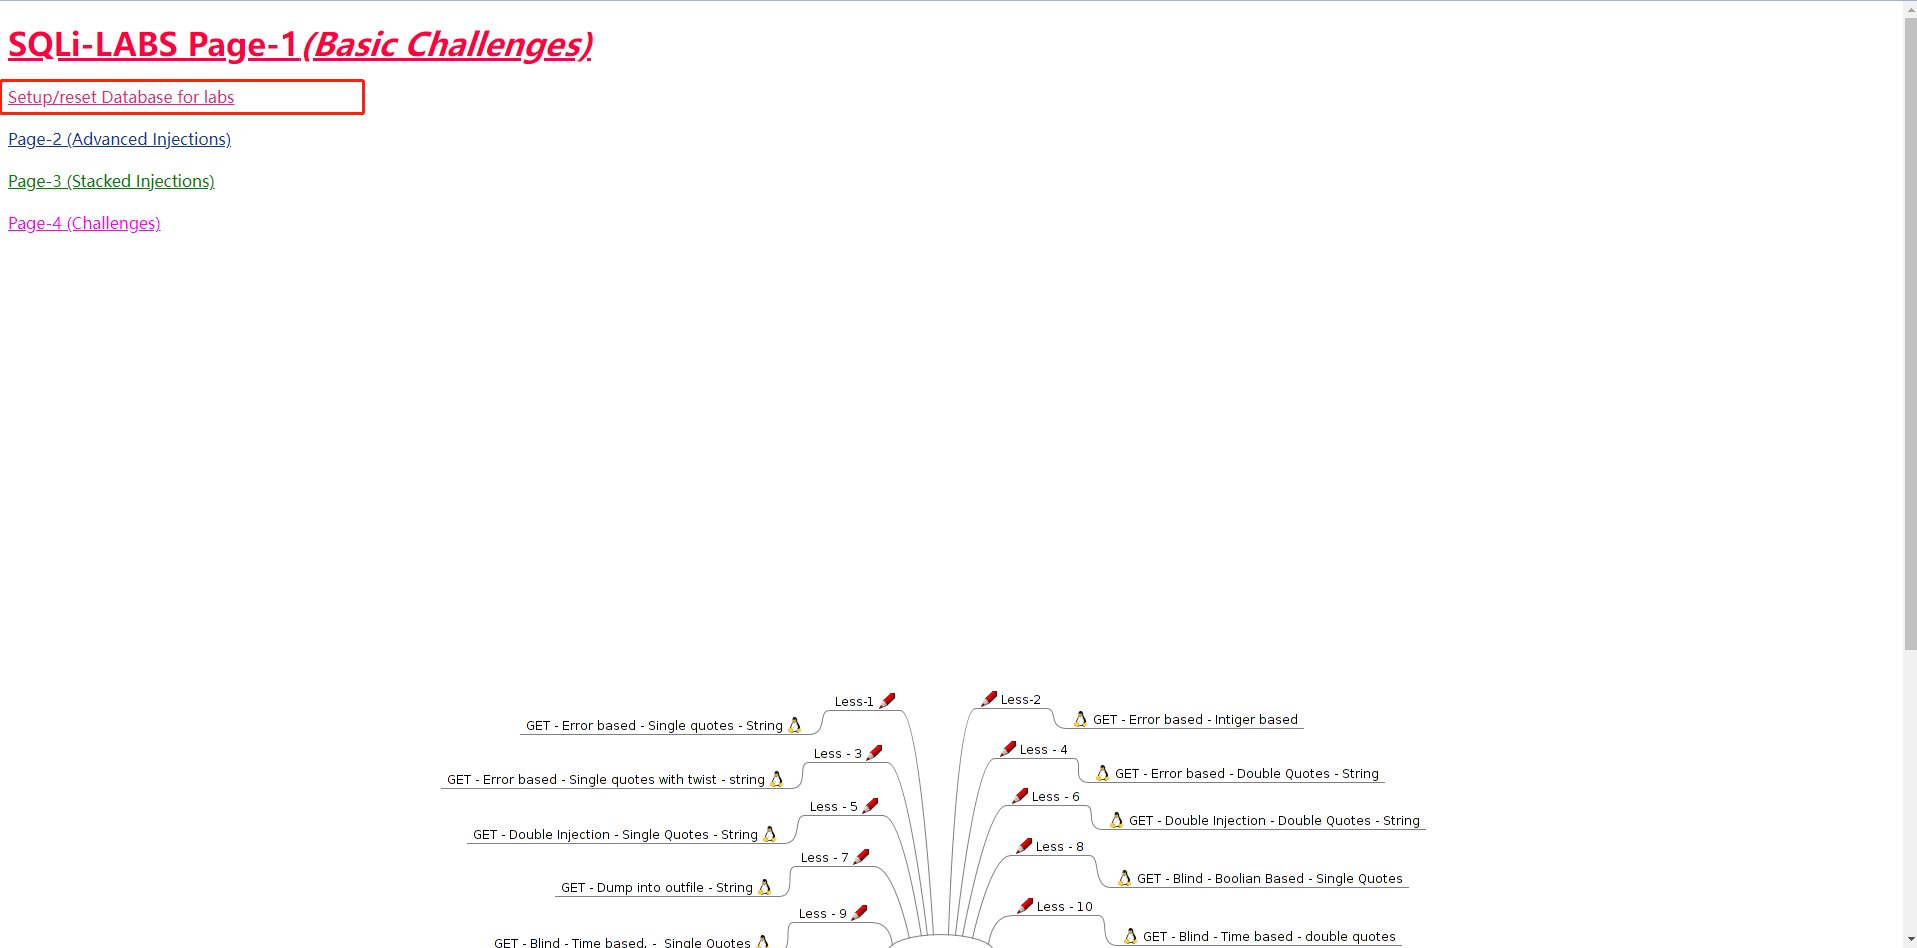 SQLi-LABS Page-1(Basic Challenges)
Setup/reset Database for labs
Page-2 (Advanced Injections)
Page-3 (Stacked Injections)
Page-4 (Challenges)
Less-1
GET - Error based - Single quotes - String
Less - 3
GET - Error based - Single quotes with twist - string
Less - 5
GET - Double Injection - Single Quotes - String
Less - 7
GET - Dump into outfile - String
Less - 9
GET - Blind - Time based. - Single Quotes
Less-2
GET - Error based - Intiger based
Less - 4
GET - Error based - Double Quotes - String
Less - 6
GET - Double Injection - Double Quotes - String
Less - 8
GET - Blind - Boolian Based - Single Quotes
Less - 10
GET - Blind - Time based - double quotes